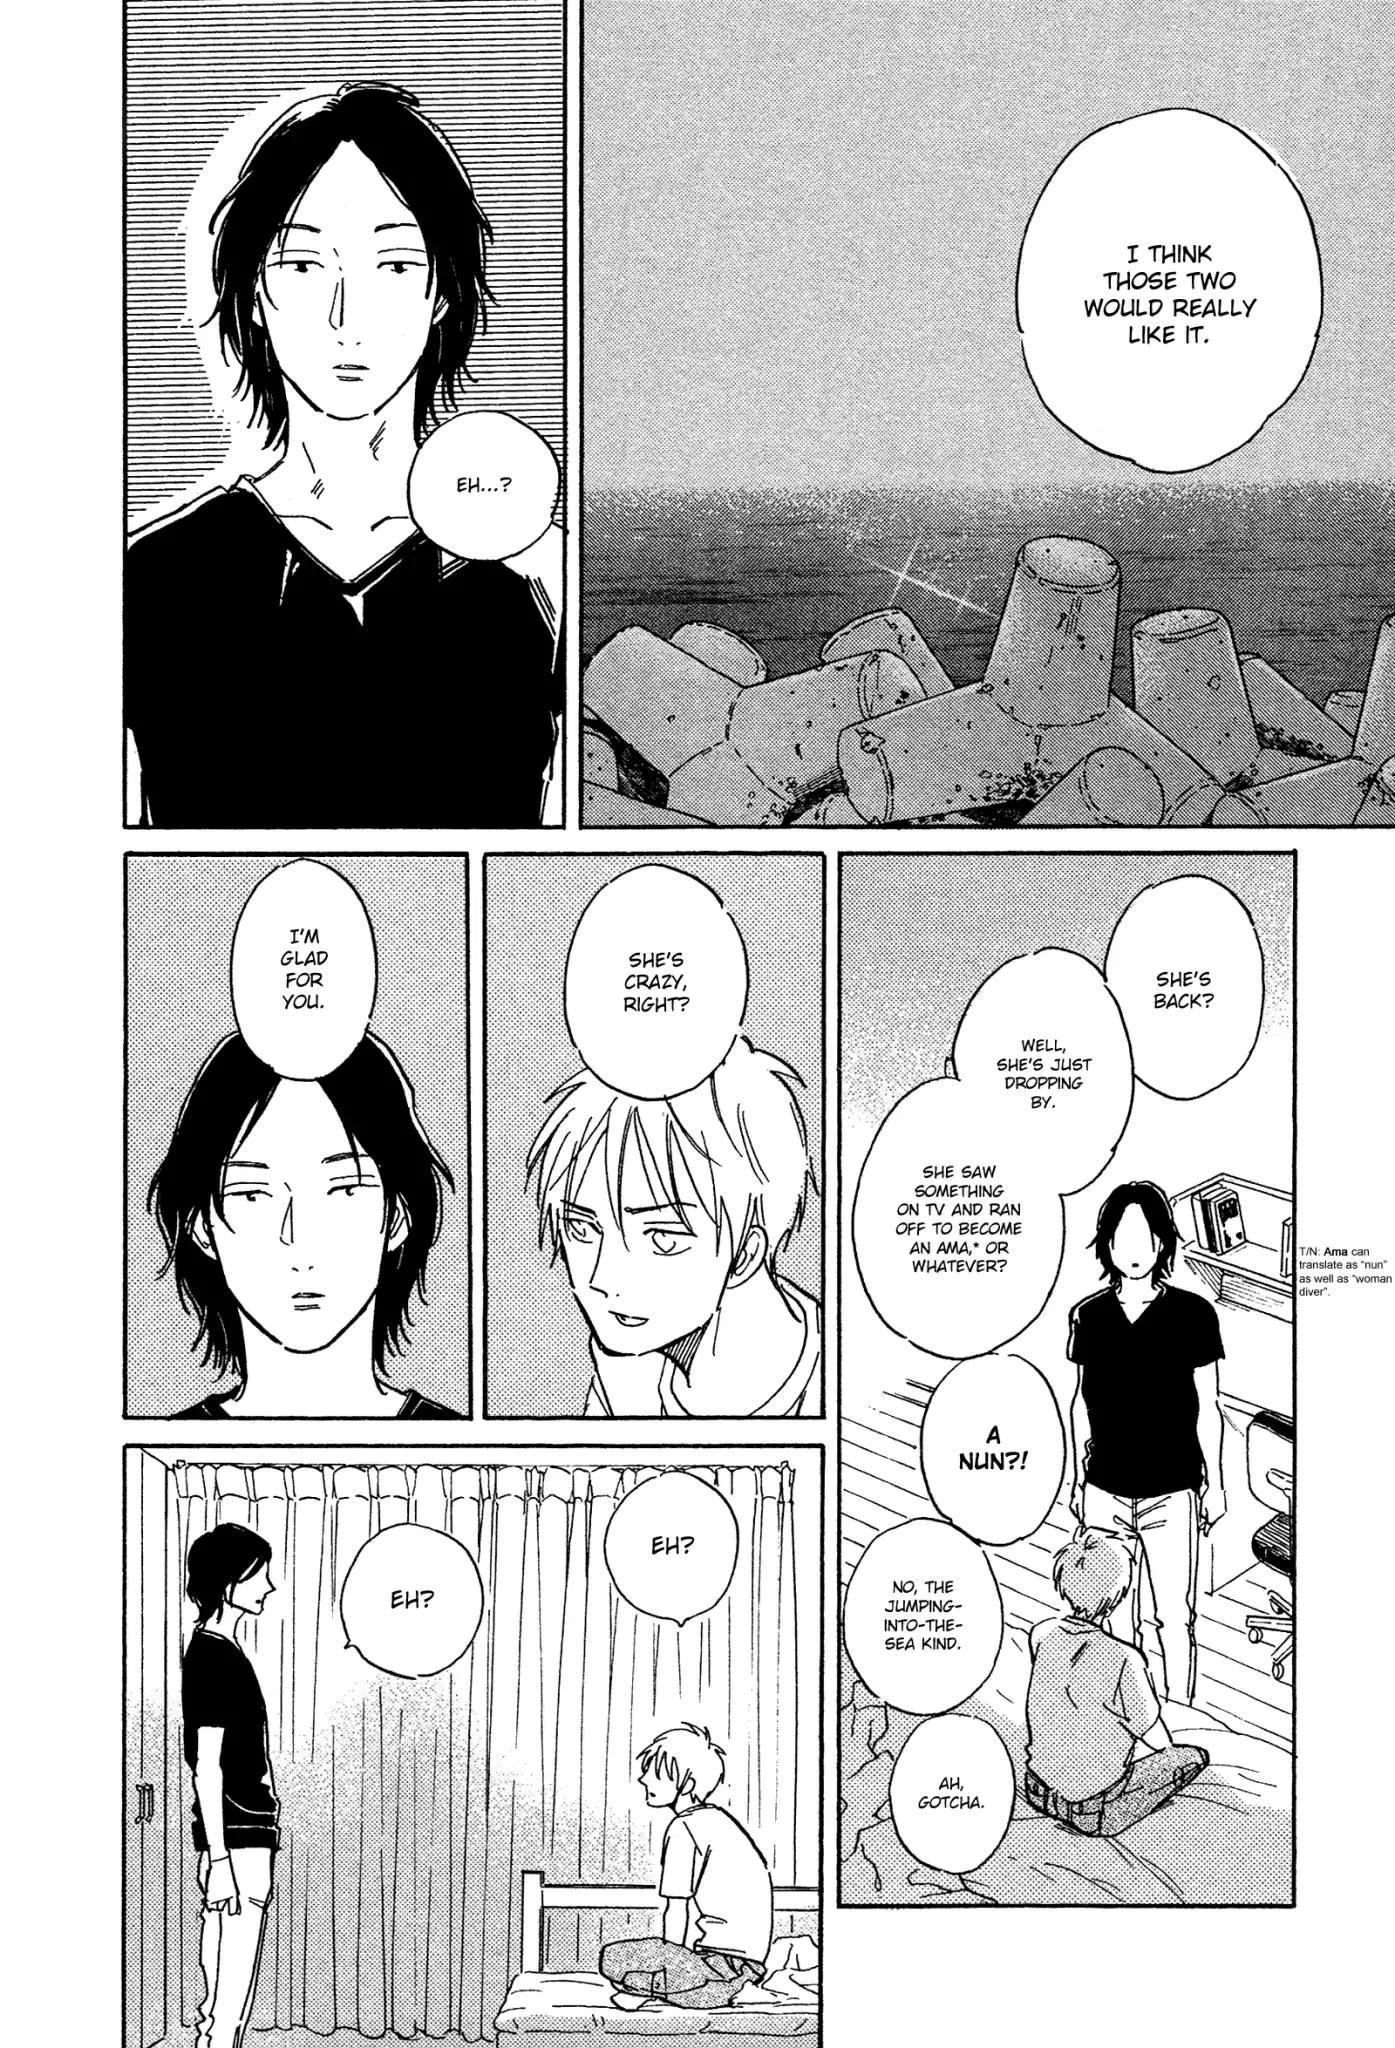 I THINK
THOSE TWO
WOULD REALLY
LIKE IT.
EH...?
SHE'S
BACK?
WELL,
SHE'S JUST
DROPPING
BY.
SHE SAW
SOMETHING
ON TV AND RAN
OFF TO BECOME
AN AMA,* OR
WHATEVER?
T/N: Ama can
translate as "nun"
as well as "woman
diver".
A
NUN?!
NO, THE
JUMPING-
INTO-THE-
SEA KIND.
AH,
GOTCHA.
SHE'S
CRAZY,
RIGHT?
I'M
GLAD
FOR
YOU.
EH?
EH?